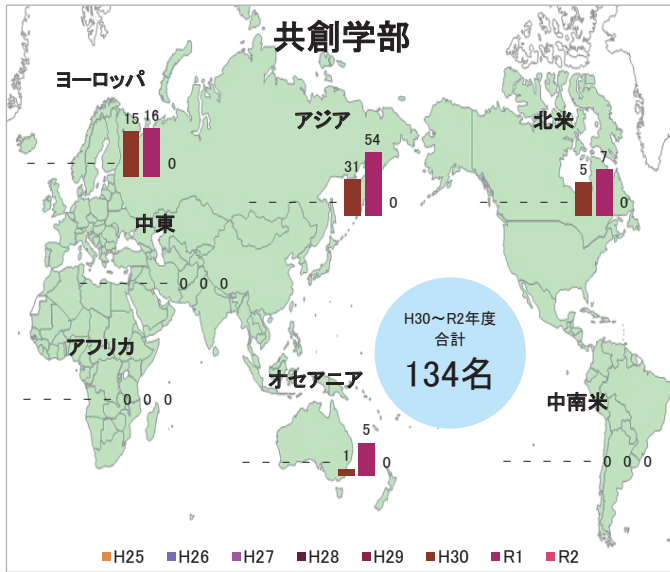 共創学部
ヨーロッパ
15 16
- - - - - 0
アジア
31 54
- - - - - 0
北米
5 7
- - - - - 0
中東
- - - - - 0 0 0
アフリカ
- - - - - 0 0 0
H30～R2年度
合計
134名
オセアニア
1 5
- - - - - 0
中南米
- - - - - 0 0 0
H25 H26 H27 H28 H29 H30 R1 R2